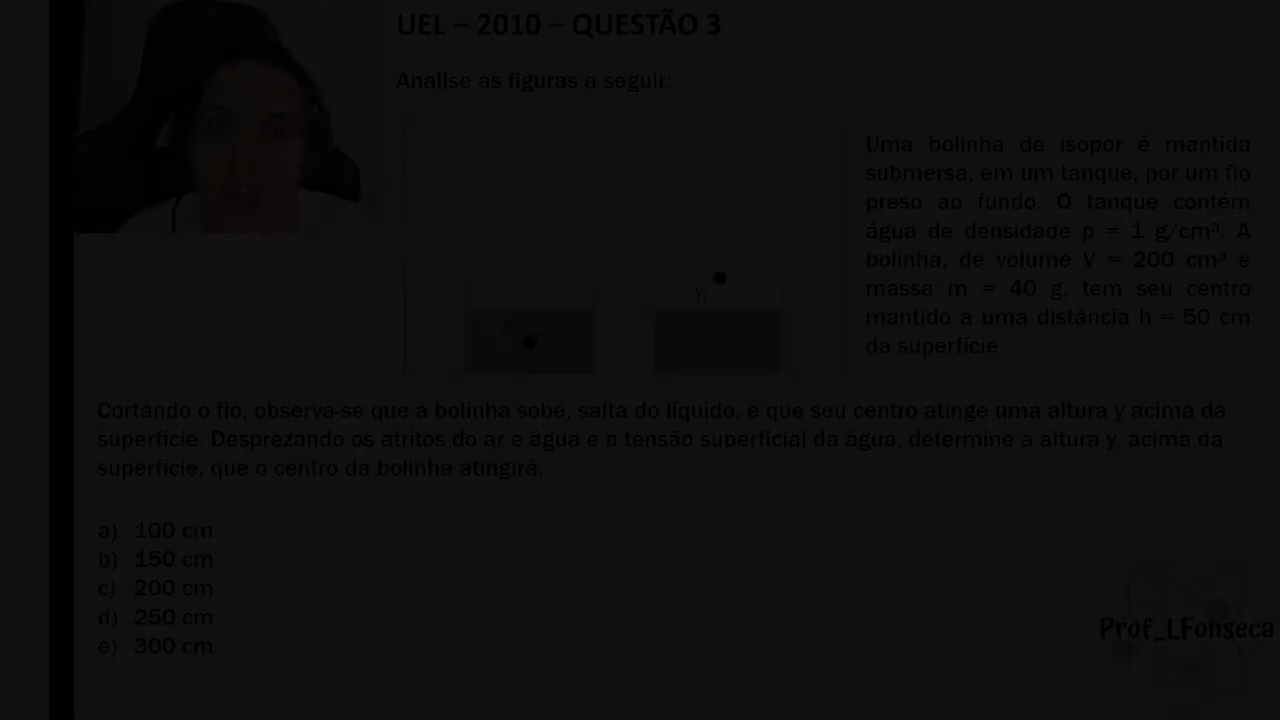 UEL – 2010 – QUESTÃO 3
Analise as figuras a seguir:
Uma bolinha de isopor é mantida
submersa, em um tanque, por um fio
preso ao fundo. O tanque contém
água de densidade ρ = 1 g/cm³. A
bolinha, de volume V = 200 cm³ e
massa m = 40 g, tem seu centro
mantido a uma distância h = 50 cm
da superfície.
y
Cortando o fio, observa-se que a bolinha sobe, salta do líquido, e que seu centro atinge uma altura y acima da
superfície. Desprezando os atritos do ar e água e a tensão superficial da água, determine a altura y, acima da
superfície, que o centro da bolinha atingirá.
a) 100 cm
b) 150 cm
c) 200 cm
d) 250 cm
e) 300 cm
Prof_LFonseca